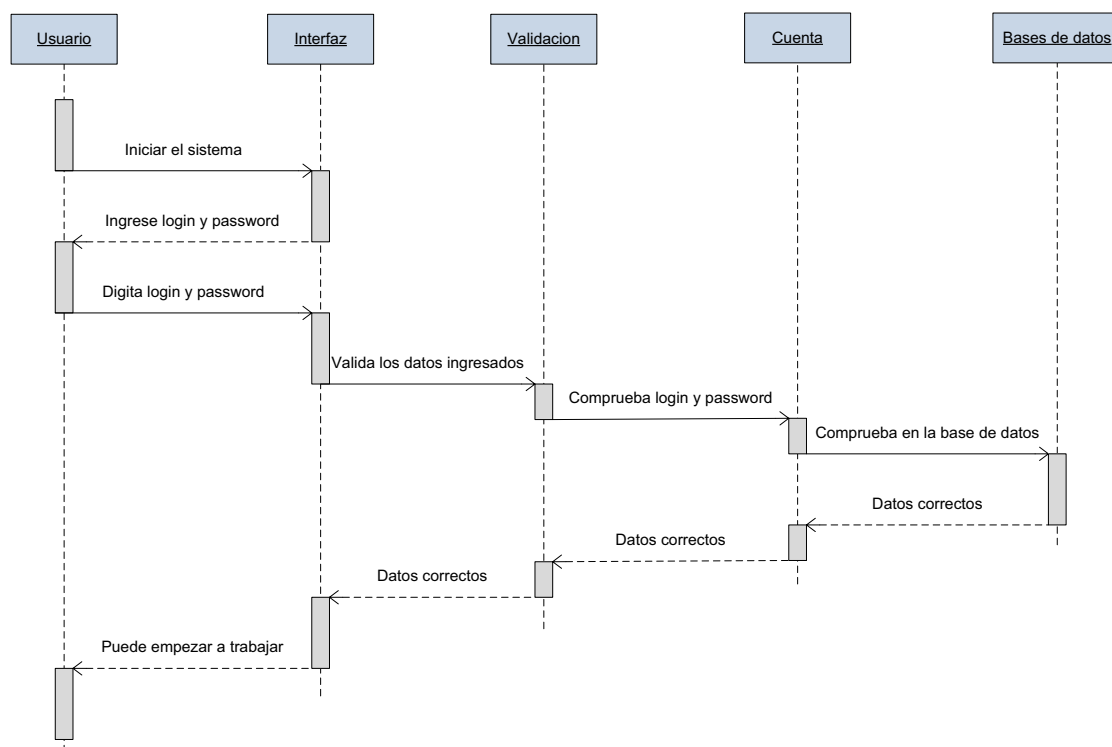 Usuario
Interfaz
Validacion
Cuenta
Bases de datos
Iniciar el sistema
Ingrese login y password
Digita login y password
Valida los datos ingresados
Comprueba login y password
Comprueba en la base de datos
Datos correctos
Datos correctos
Datos correctos
Puede empezar a trabajar